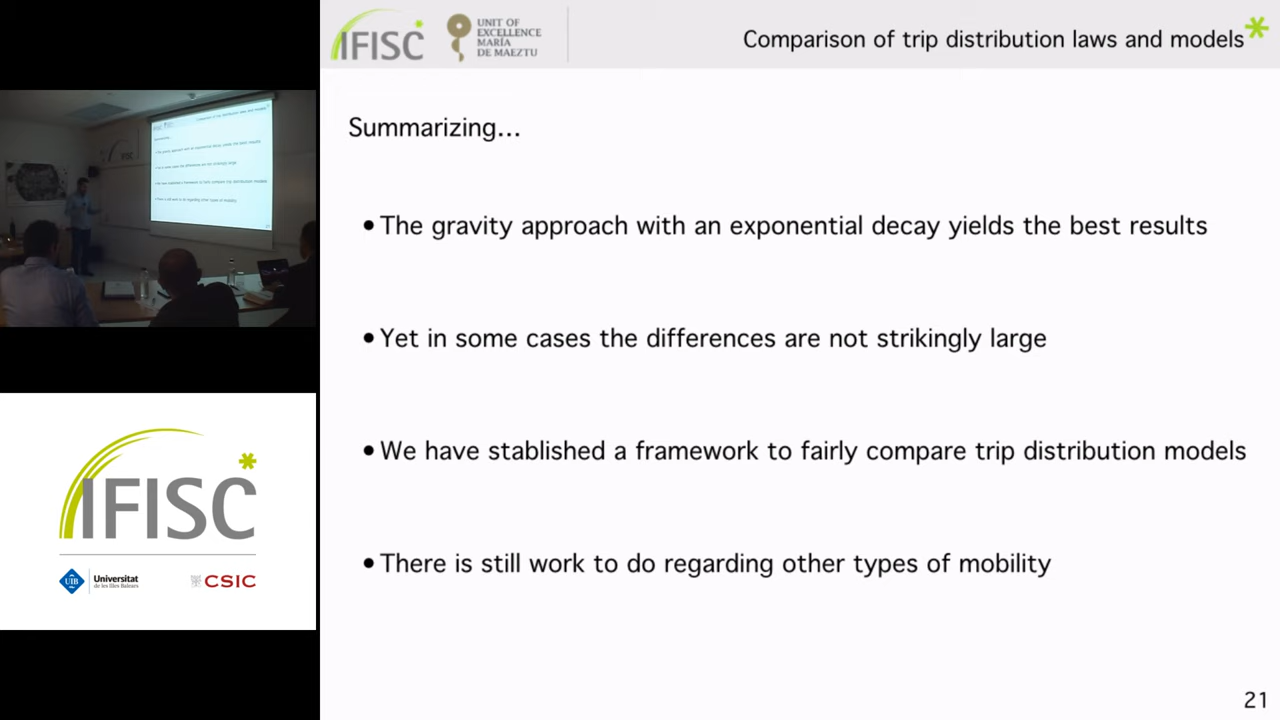 IFISC
UNIT OF
EXCELLENCE
MARÍA
DE MAEZTU
Comparison of trip distribution laws and models
Summarizing...
• The gravity approach with an exponential decay yields the best results
• Yet in some cases the differences are not strikingly large
• We have stablished a framework to fairly compare trip distribution models
• There is still work to do regarding other types of mobility
21
IFISC
UIB
Universitat
de les Illes Balears
CSIC